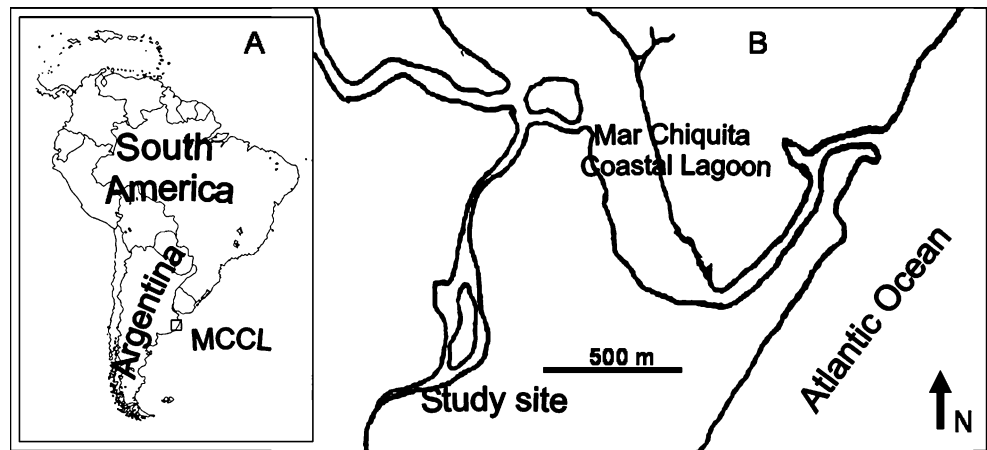 A
South
America
Argentina
MCCL
B
Mar Chiquita
Coastal Lagoon
Atlantic Ocean
500 m
Study site
N